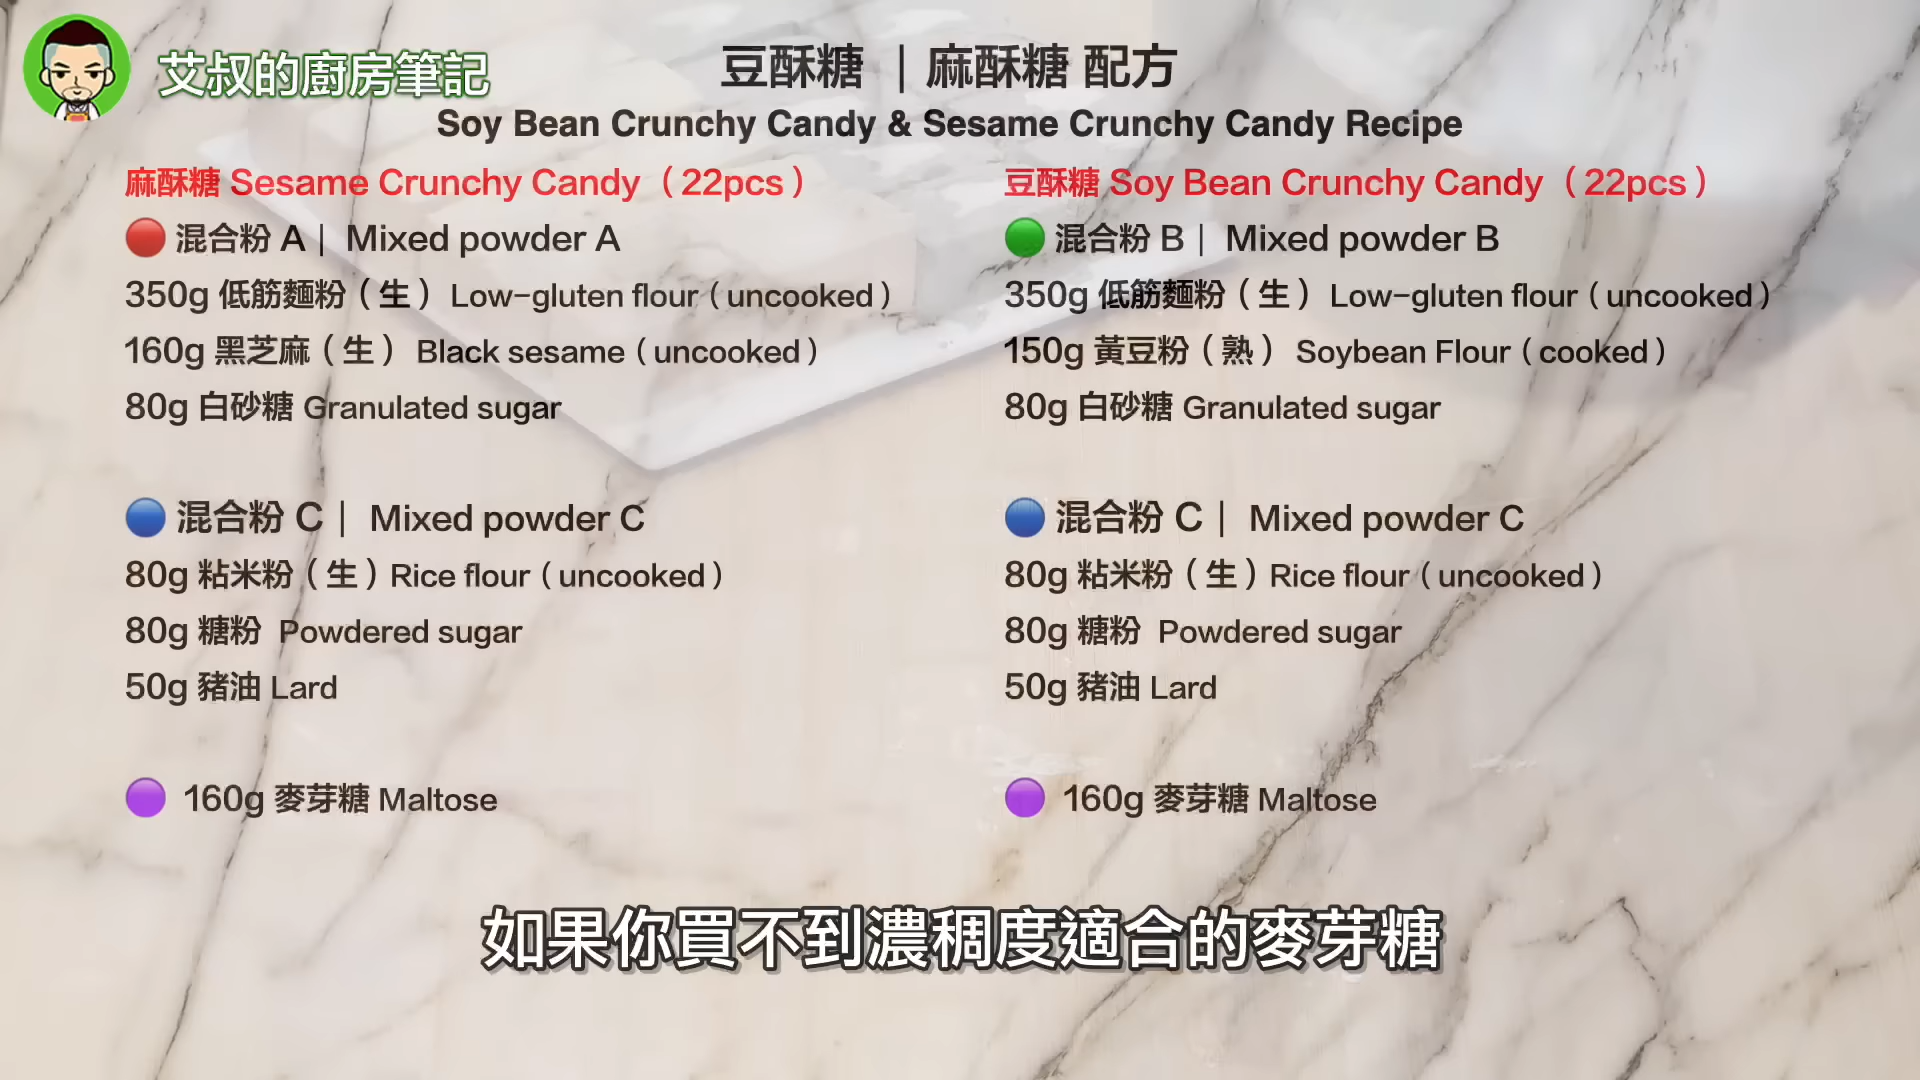 艾叔的廚房筆記
豆酥糖 | 麻酥糖 配方
Soy Bean Crunchy Candy & Sesame Crunchy Candy Recipe
麻酥糖 Sesame Crunchy Candy（22pcs）
🔴 混合粉 A | Mixed powder A
350g 低筋麵粉（生）Low-gluten flour（uncooked）
160g 黑芝麻（生）Black sesame（uncooked）
80g 白砂糖 Granulated sugar
🔵 混合粉 C | Mixed powder C
80g 粘米粉（生）Rice flour（uncooked）
80g 糖粉 Powdered sugar
50g 豬油 Lard
🟣 160g 麥芽糖 Maltose
豆酥糖 Soy Bean Crunchy Candy（22pcs）
🟢 混合粉 B | Mixed powder B
350g 低筋麵粉（生）Low-gluten flour（uncooked）
150g 黃豆粉（熟）Soybean Flour（cooked）
80g 白砂糖 Granulated sugar
🔵 混合粉 C | Mixed powder C
80g 粘米粉（生）Rice flour（uncooked）
80g 糖粉 Powdered sugar
50g 豬油 Lard
🟣 160g 麥芽糖 Maltose
如果你買不到濃稠度適合的麥芽糖